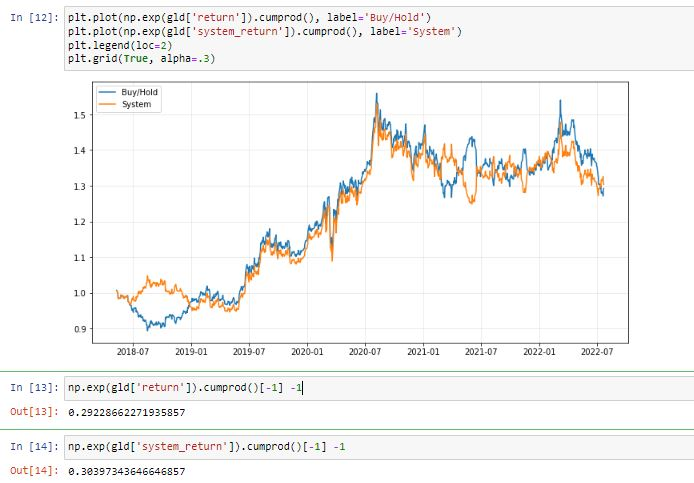 In [12]: plt.plot(np.exp(gld['return']).cumprod(), label='Buy/Hold')
plt.plot(np.exp(gld['system_return']).cumprod(), label='System')
plt.legend(loc=2)
plt.grid(True, alpha=.3)
Buy/Hold
System
1.5
1.4
1.3
1.2
1.1
1.0
0.9
2018-07 2019-01 2019-07 2020-01 2020-07 2021-01 2021-07 2022-01 2022-07
In [13]: np.exp(gld['return']).cumprod()[-1] -1
Out[13]: 0.29228662271935857
In [14]: np.exp(gld['system_return']).cumprod()[-1] -1
Out[14]: 0.30397343646646857